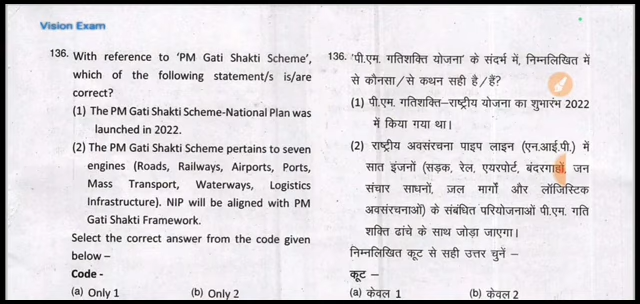 Vision Exam
136. With reference to 'PM Gati Shakti Scheme',
which of the following statement/s is/are
correct?
(1) The PM Gati Shakti Scheme-National Plan was
launched in 2022.
(2) The PM Gati Shakti Scheme pertains to seven
engines (Roads, Railways, Airports, Ports,
Mass Transport, Waterways, Logistics
Infrastructure). NIP will be aligned with PM
Gati Shakti Framework.
Select the correct answer from the code given
below –
Code -
(a) Only 1 (b) Only 2
136. 'पी.एम. गतिशक्ति योजना' के संदर्भ में, निम्नलिखित में
से कौनसा/से कथन सही है/हैं?
(1) पी.एम. गतिशक्ति–राष्ट्रीय योजना का शुभारंभ 2022
में किया गया था।
(2) राष्ट्रीय अवसंरचना पाइप लाइन (एन.आई.पी.) में
सात इंजनों (सड़क, रेल, एयरपोर्ट, बंदरगाहों, जन
संचार साधनों, जल मार्गों और लॉजिस्टिक
अवसंरचनाओं) के संबंधित परियोजनाओं पी.एम. गति
शक्ति ढांचे के साथ जोड़ा जाएगा।
निम्नलिखित कूट से सही उत्तर चुनें –
कूट –
(a) केवल 1 (b) केवल 2